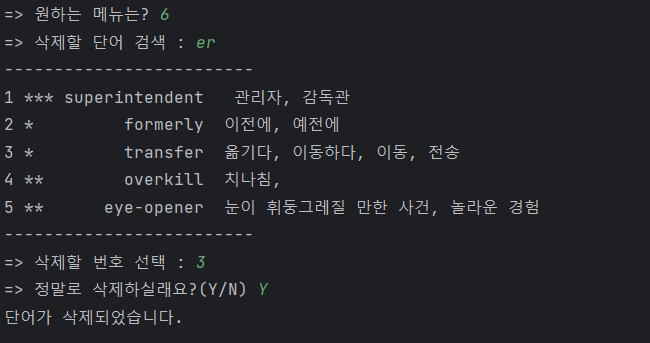 => 원하는 메뉴는? 6
=> 삭제할 단어 검색 : er
-------------------------
1 *** superintendent   관리자, 감독관
2 *         formerly  이전에, 예전에
3 *         transfer  옮기다, 이동하다, 이동, 전송
4 **        overkill  치나침,
5 **      eye-opener  눈이 휘둥그레질 만한 사건, 놀라운 경험
-------------------------
=> 삭제할 번호 선택 : 3
=> 정말로 삭제하실래요?(Y/N) Y
단어가 삭제되었습니다.